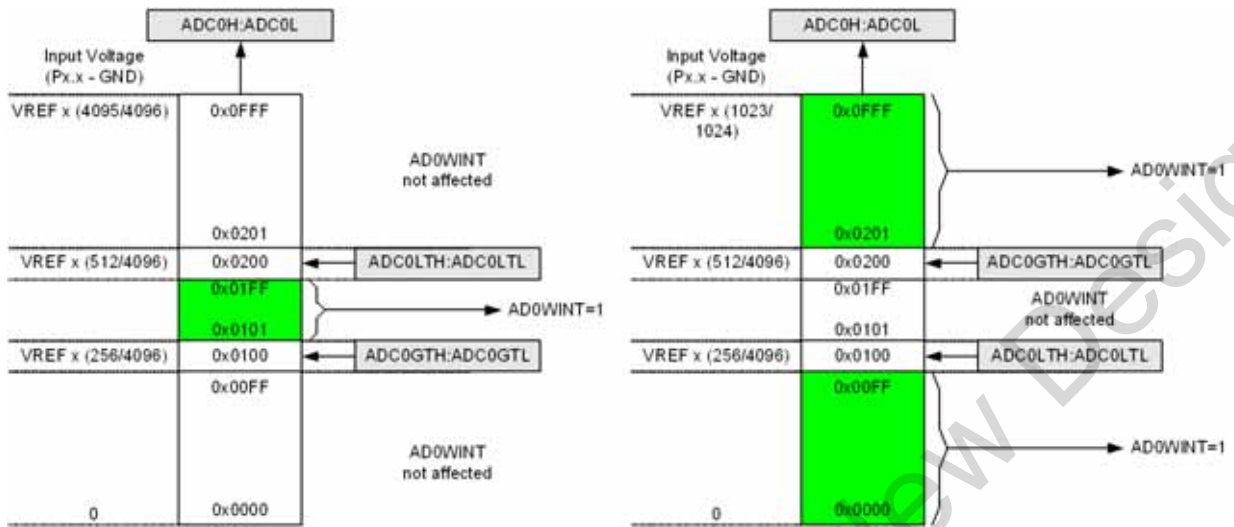 ADC0H:ADC0L
Input Voltage
(Px.x - GND)
VREF x (4095/4096)
0x0FFF
AD0WINT
not affected
0x0201
VREF x (512/4096)
0x0200
ADC0LTH:ADC0LTL
0x01FF
AD0WINT=1
0x0101
VREF x (256/4096)
0x0100
ADC0GTH:ADC0GTL
0x00FF
AD0WINT
not affected
0
0x0000
ADC0H:ADC0L
Input Voltage
(Px.x - GND)
VREF x (1023/
1024)
0x0FFF
AD0WINT=1
0x0201
VREF x (512/4096)
0x0200
ADC0GTH:ADC0GTL
0x01FF
AD0WINT
not affected
0x0101
VREF x (256/4096)
0x0100
ADC0LTH:ADC0LTL
0x00FF
AD0WINT=1
0
0x0000